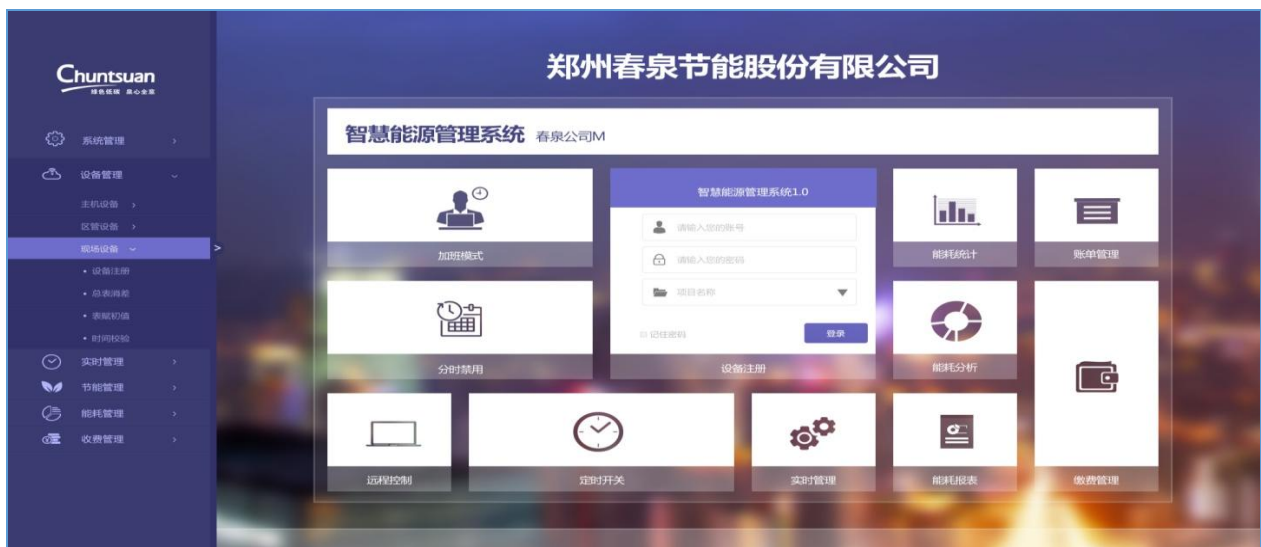 Chuntsuan
绿色低碳 泉心全意
系统管理
设备管理
主机设备
区管设备
现场设备
• 设备注册
• 总表润差
• 表赋初值
• 时间校验
实时管理
节能管理
能耗管理
收费管理
郑州春泉节能股份有限公司
智慧能源管理系统 春泉公司M
加班模式
智慧能源管理系统1.0
请输入您的账号
请输入您的密码
项目名称
记住密码
登录
设备注册
能耗统计
账单管理
分时禁用
能耗分析
远程控制
定时开关
实时管理
能耗报表
缴费管理